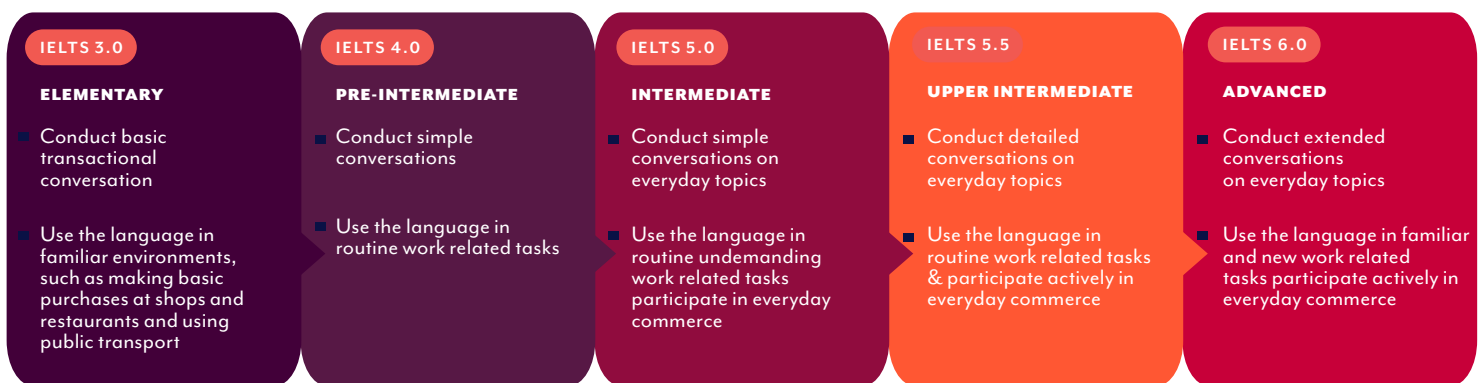 IELTS 3.0
ELEMENTARY
Conduct basic
transactional
conversation
Use the language in
familiar environments,
such as making basic
purchases at shops and
restaurants and using
public transport
IELTS 4.0
PRE-INTERMEDIATE
Conduct simple
conversations
Use the language in
routine work related tasks
IELTS 5.0
INTERMEDIATE
Conduct simple
conversations on
everyday topics
Use the language in
routine undemanding
work related tasks
participate in everyday
commerce
IELTS 5.5
UPPER INTERMEDIATE
Conduct detailed
conversations on
everyday topics
Use the language in
routine work related tasks
& participate actively in
everyday commerce
IELTS 6.0
ADVANCED
Conduct extended
conversations
on everyday topics
Use the language in familiar
and new work related
tasks participate actively in
everyday commerce